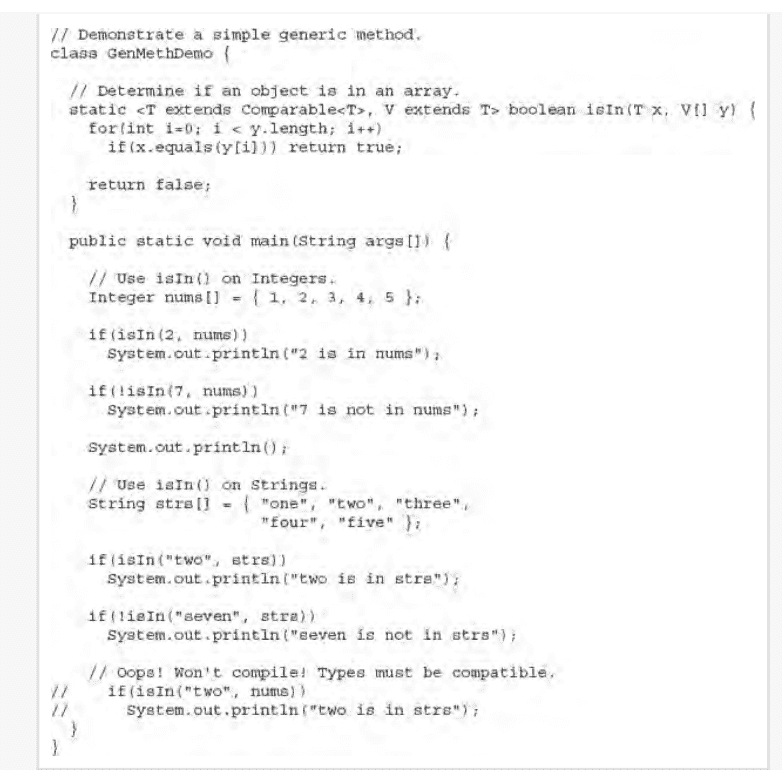 // Demonstrate a simple generic method.
class GenMethDemo {
// Determine if an object is in an array.
static <T extends Comparable<T>, V extends T> boolean isIn(T x, V[] y) {
for(int i=0; i < y.length; i++)
if(x.equals(y[i])) return true;
return false;
}
public static void main(String args[]) {
// Use isIn() on Integers.
Integer nums[] = { 1, 2, 3, 4, 5 };
if(isIn(2, nums))
System.out.println("2 is in nums");
if(!isIn(7, nums))
System.out.println("7 is not in nums");
System.out.println();
// Use isIn() on Strings.
String strs[] = { "one", "two", "three",
"four", "five" };
if(isIn("two", strs))
System.out.println("two is in strs");
if(!isIn("seven", strs))
System.out.println("seven is not in strs");
// Oops! Won't compile! Types must be compatible.
// if(isIn("two", nums))
// System.out.println("two is in strs");
}
}